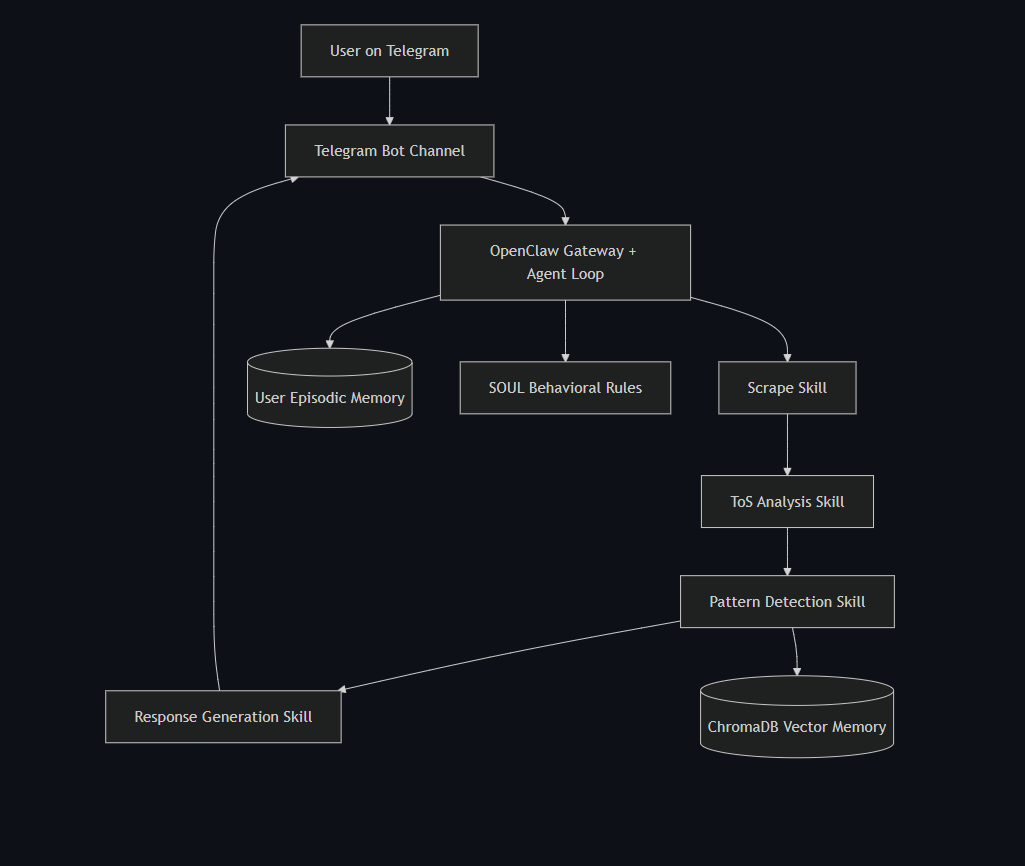 User on Telegram
Telegram Bot Channel
OpenClaw Gateway +
Agent Loop
User Episodic Memory
SOUL Behavioral Rules
Scrape Skill
ToS Analysis Skill
Pattern Detection Skill
Response Generation Skill
ChromaDB Vector Memory